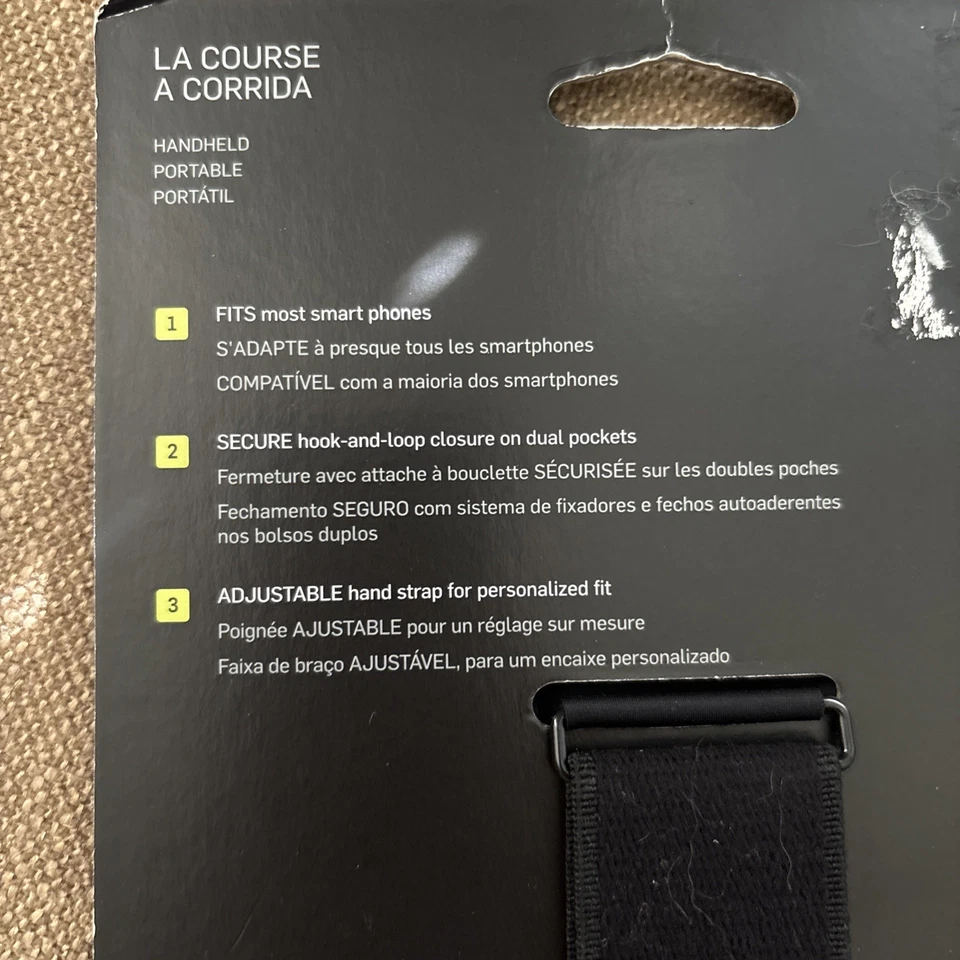 LA COURSE
A CORRIDA
HANDHELD
PORTABLE
PORTÁTIL
1
FITS most smart phones
S'ADAPTE à presque tous les smartphones
COMPATÍVEL com a maioria dos smartphones
2
SECURE hook-and-loop closure on dual pockets
Fermeture avec attache à bouclette SÉCURISÉE sur les doubles poches
Fechamento SEGURO com sistema de fixadores e fechos autoaderentes
nos bolsos duplos
3
ADJUSTABLE hand strap for personalized fit
Poignée AJUSTABLE pour un réglage sur mesure
Faixa de braço AJUSTÁVEL, para um encaixe personalizado